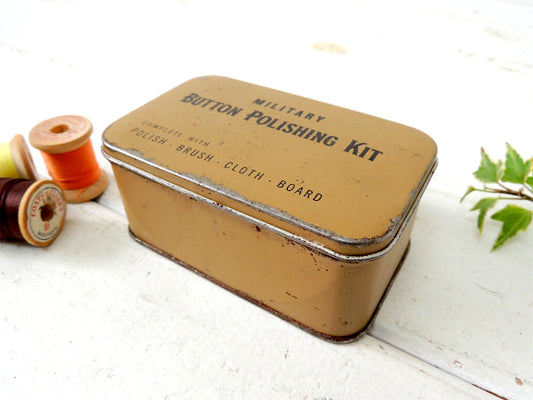 MILITARY
BUTTON POLISHING KIT
COMPLETE WITH
POLISH · BRUSH · CLOTH · BOARD